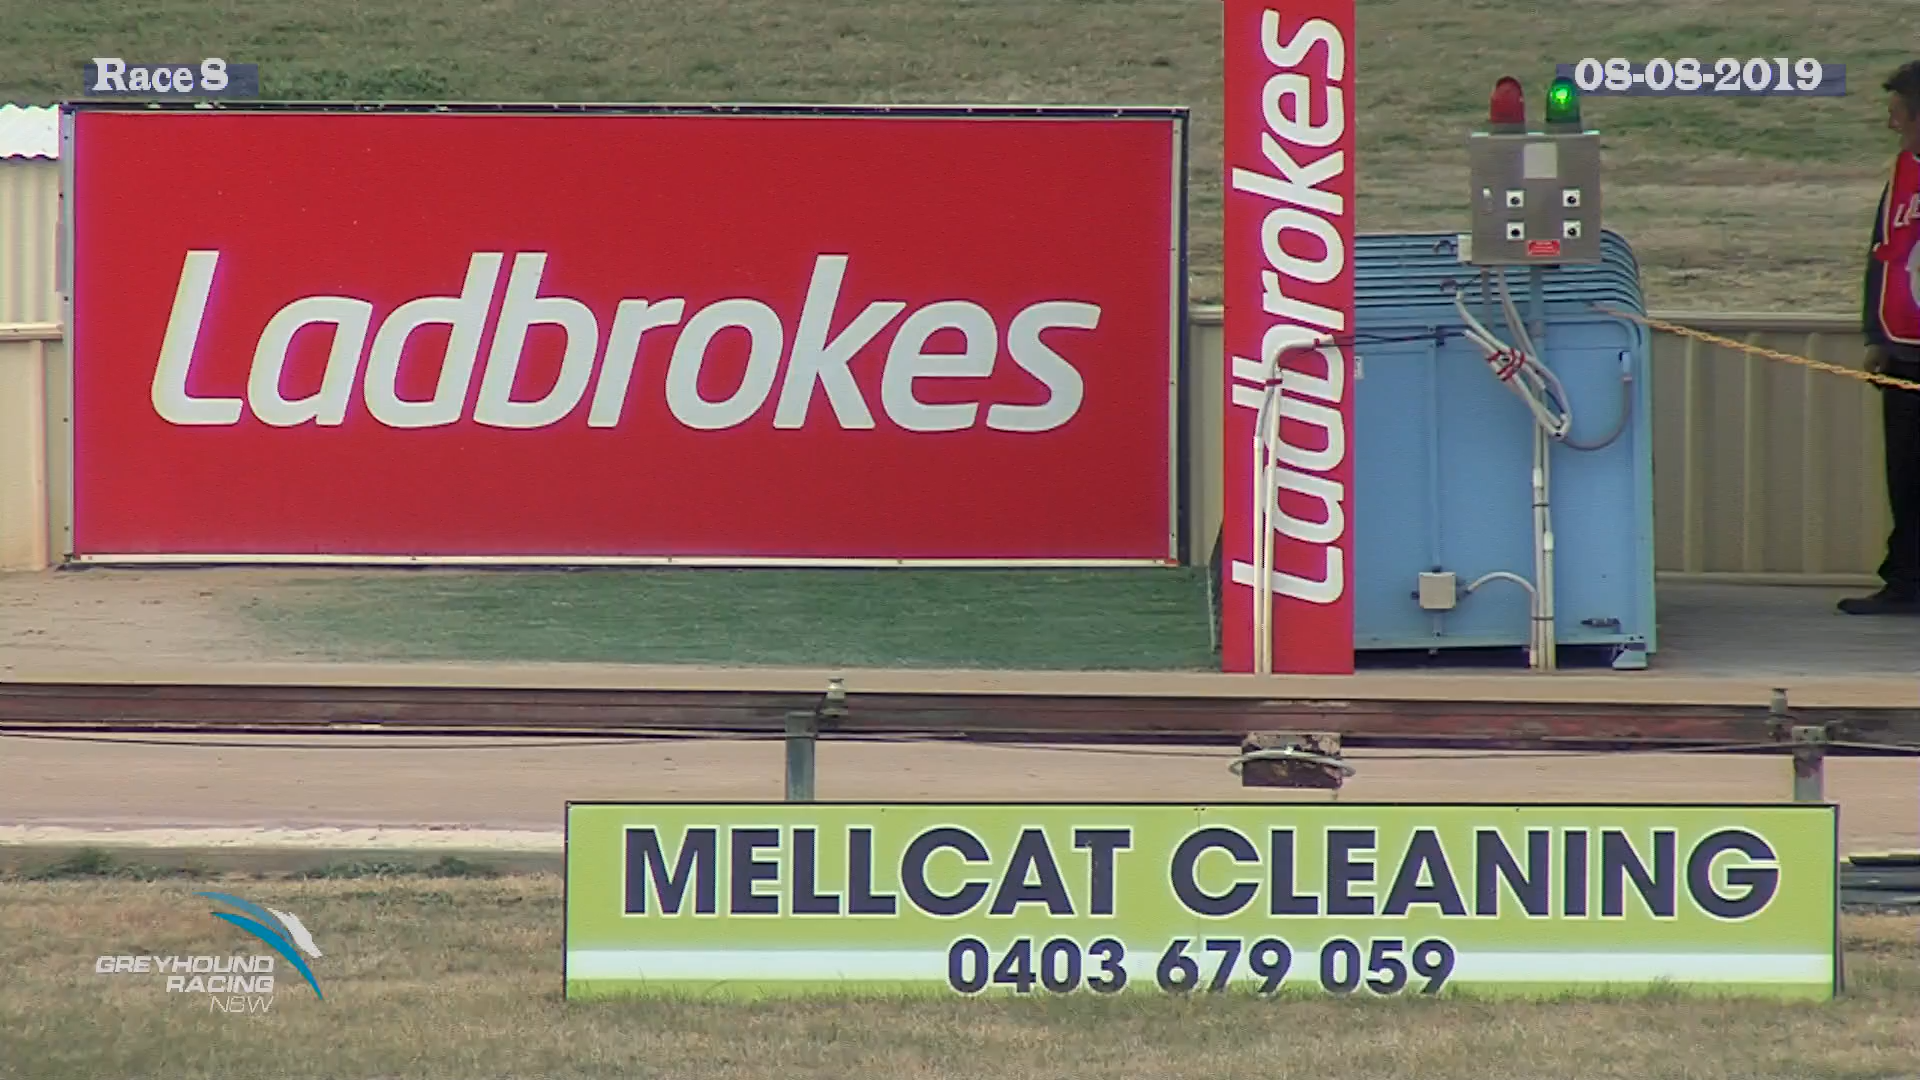 Race 8
08-08-2019
Ladbrokes
Ladbrokes
MELLCAT CLEANING
0403 679 059
GREYHOUND
RACING
NSW